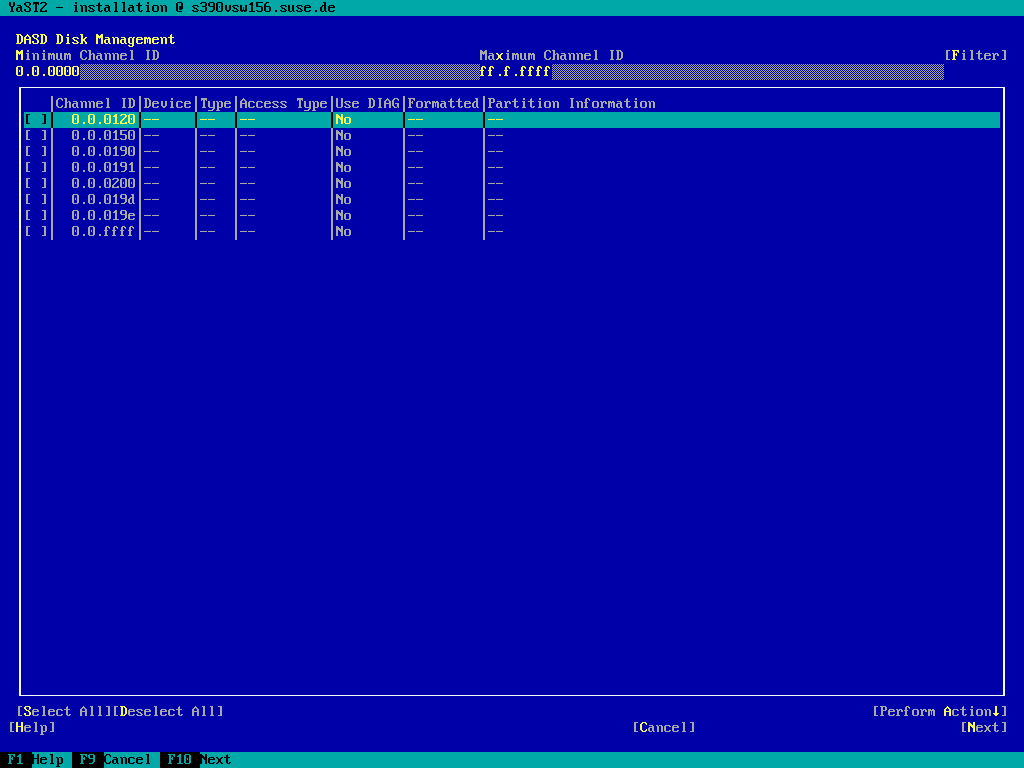 YaST2 - installation @ s390vsw156.suse.de
DASD Disk Management
Minimum Channel ID Maximum Channel ID [Filter]
0.0.0000 ff.f.ffff
|Channel ID|Device|Type|Access Type|Use DIAG|Formatted|Partition Information
[ ]| 0.0.0120|-- |-- |-- |No |-- |--
[ ]| 0.0.0150|-- |-- |-- |No |-- |--
[ ]| 0.0.0190|-- |-- |-- |No |-- |--
[ ]| 0.0.0191|-- |-- |-- |No |-- |--
[ ]| 0.0.0200|-- |-- |-- |No |-- |--
[ ]| 0.0.019d|-- |-- |-- |No |-- |--
[ ]| 0.0.019e|-- |-- |-- |No |-- |--
[ ]| 0.0.ffff|-- |-- |-- |No |-- |--
[Select All][Deselect All] [Perform Action↓]
[Help] [Cancel] [Next]
F1 Help F9 Cancel F10 Next